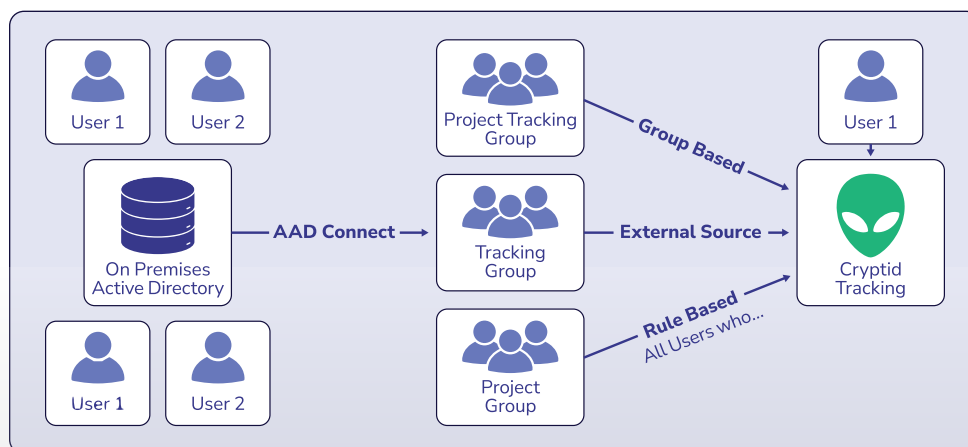 User 1
User 2
Project Tracking
Group
Group Based
User 1
On Premises
Active Directory
AAD Connect
Tracking
Group
External Source
Cryptid
Tracking
User 1
User 2
Project
Group
Rule Based
All Users who...